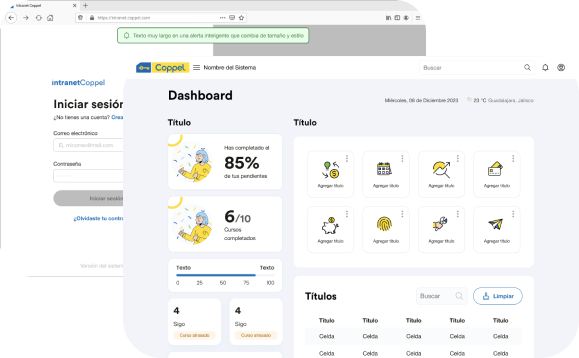 Intranet Coppel
https://intranet.coppel.com
Texto muy largo en una alerta inteligente que cambia de tamaño y estilo
intranetCoppel
Iniciar sesión
¿No tienes una cuenta? Crea
Correo electrónico
Ej. micorreo@mail.com
Contraseña
Iniciar sesión
¿Olvidaste tu contra
Versión del sistem
Coppel
Nombre del Sistema
Buscar
Dashboard
Miércoles, 08 de Diciembre 2023
23 °C Guadalajara, Jalisco
Título
Has completado el
85%
de tus pendientes
6/10
Cursos
completados
Texto Texto
0 25 50 75 100
4 4
Sigo Sigo
Curso atrasado Curso atrasado
Título
Agregar título Agregar título Agregar título Agregar título
Agregar título Agregar título Agregar título Agregar título
Títulos
Buscar
Limpiar
Título Título Título Título Título
Celda Celda Celda Celda Celda
Celda Celda Celda Celda Celda